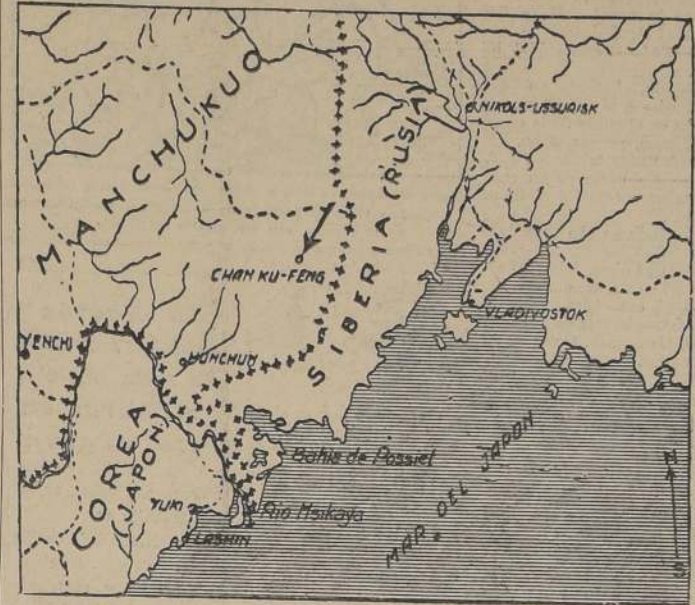 MANCHUKUO
NIKOLS-USSURISK
SIBERIA (RUSIA)
CHAN KU-FENG
VLADIVOSTOK
YENCHI
HUNCHUN
COREA
(JAPON)
Bahia de Possiet
MAR DEL JAPON
N
YUKI
Rio Msikaya
LASHIN
S